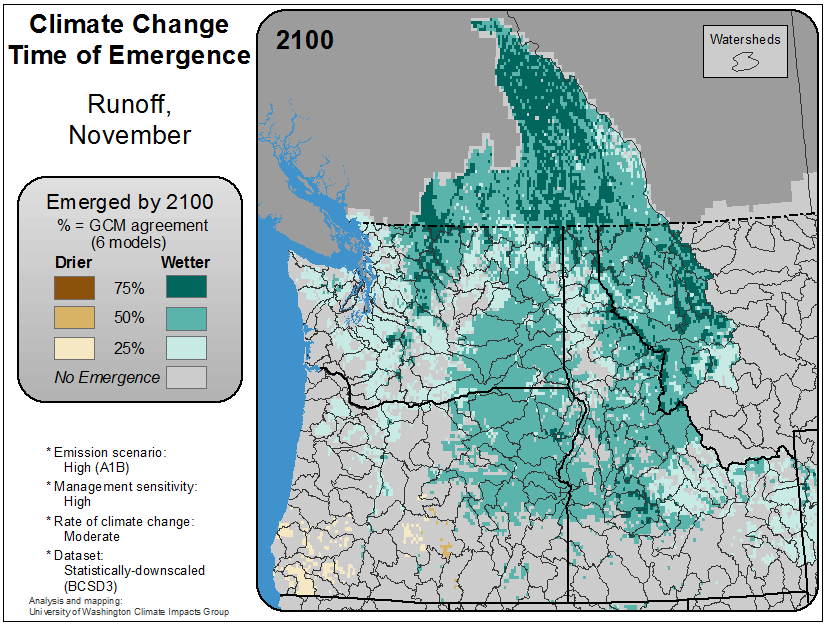 Climate Change
Time of Emergence
Runoff,
November
Emerged by 2100
% = GCM agreement
(6 models)
Drier Wetter
75%
50%
25%
No Emergence
* Emission scenario:
High (A1B)
* Management sensitivity:
High
* Rate of climate change:
Moderate
* Dataset:
Statistically-downscaled
(BCSD3)
Analysis and mapping:
University of Washington Climate Impacts Group
2100
Watersheds